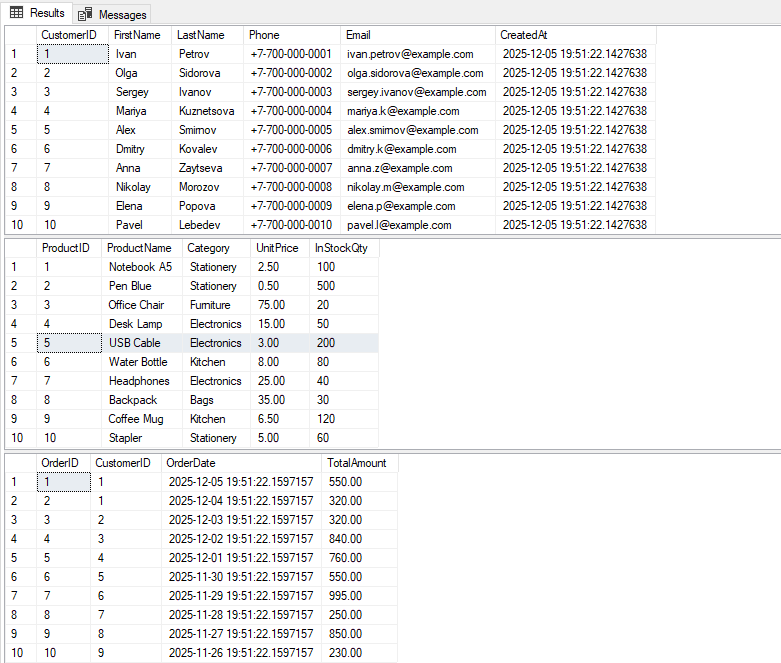 Results Messages
CustomerID FirstName LastName Phone Email CreatedAt
1 1 Ivan Petrov +7-700-000-0001 ivan.petrov@example.com 2025-12-05 19:51:22.1427638
2 2 Olga Sidorova +7-700-000-0002 olga.sidorova@example.com 2025-12-05 19:51:22.1427638
3 3 Sergey Ivanov +7-700-000-0003 sergey.ivanov@example.com 2025-12-05 19:51:22.1427638
4 4 Mariya Kuznetsova +7-700-000-0004 mariya.k@example.com 2025-12-05 19:51:22.1427638
5 5 Alex Smirnov +7-700-000-0005 alex.smirnov@example.com 2025-12-05 19:51:22.1427638
6 6 Dmitry Kovalev +7-700-000-0006 dmitry.k@example.com 2025-12-05 19:51:22.1427638
7 7 Anna Zaytseva +7-700-000-0007 anna.z@example.com 2025-12-05 19:51:22.1427638
8 8 Nikolay Morozov +7-700-000-0008 nikolay.m@example.com 2025-12-05 19:51:22.1427638
9 9 Elena Popova +7-700-000-0009 elena.p@example.com 2025-12-05 19:51:22.1427638
10 10 Pavel Lebedev +7-700-000-0010 pavel.l@example.com 2025-12-05 19:51:22.1427638
ProductID ProductName Category UnitPrice InStockQty
1 1 Notebook A5 Stationery 2.50 100
2 2 Pen Blue Stationery 0.50 500
3 3 Office Chair Furniture 75.00 20
4 4 Desk Lamp Electronics 15.00 50
5 5 USB Cable Electronics 3.00 200
6 6 Water Bottle Kitchen 8.00 80
7 7 Headphones Electronics 25.00 40
8 8 Backpack Bags 35.00 30
9 9 Coffee Mug Kitchen 6.50 120
10 10 Stapler Stationery 5.00 60
OrderID CustomerID OrderDate TotalAmount
1 1 1 2025-12-05 19:51:22.1597157 550.00
2 2 1 2025-12-04 19:51:22.1597157 320.00
3 3 2 2025-12-03 19:51:22.1597157 320.00
4 4 3 2025-12-02 19:51:22.1597157 840.00
5 5 4 2025-12-01 19:51:22.1597157 760.00
6 6 5 2025-11-30 19:51:22.1597157 550.00
7 7 6 2025-11-29 19:51:22.1597157 995.00
8 8 7 2025-11-28 19:51:22.1597157 250.00
9 9 8 2025-11-27 19:51:22.1597157 850.00
10 10 9 2025-11-26 19:51:22.1597157 230.00